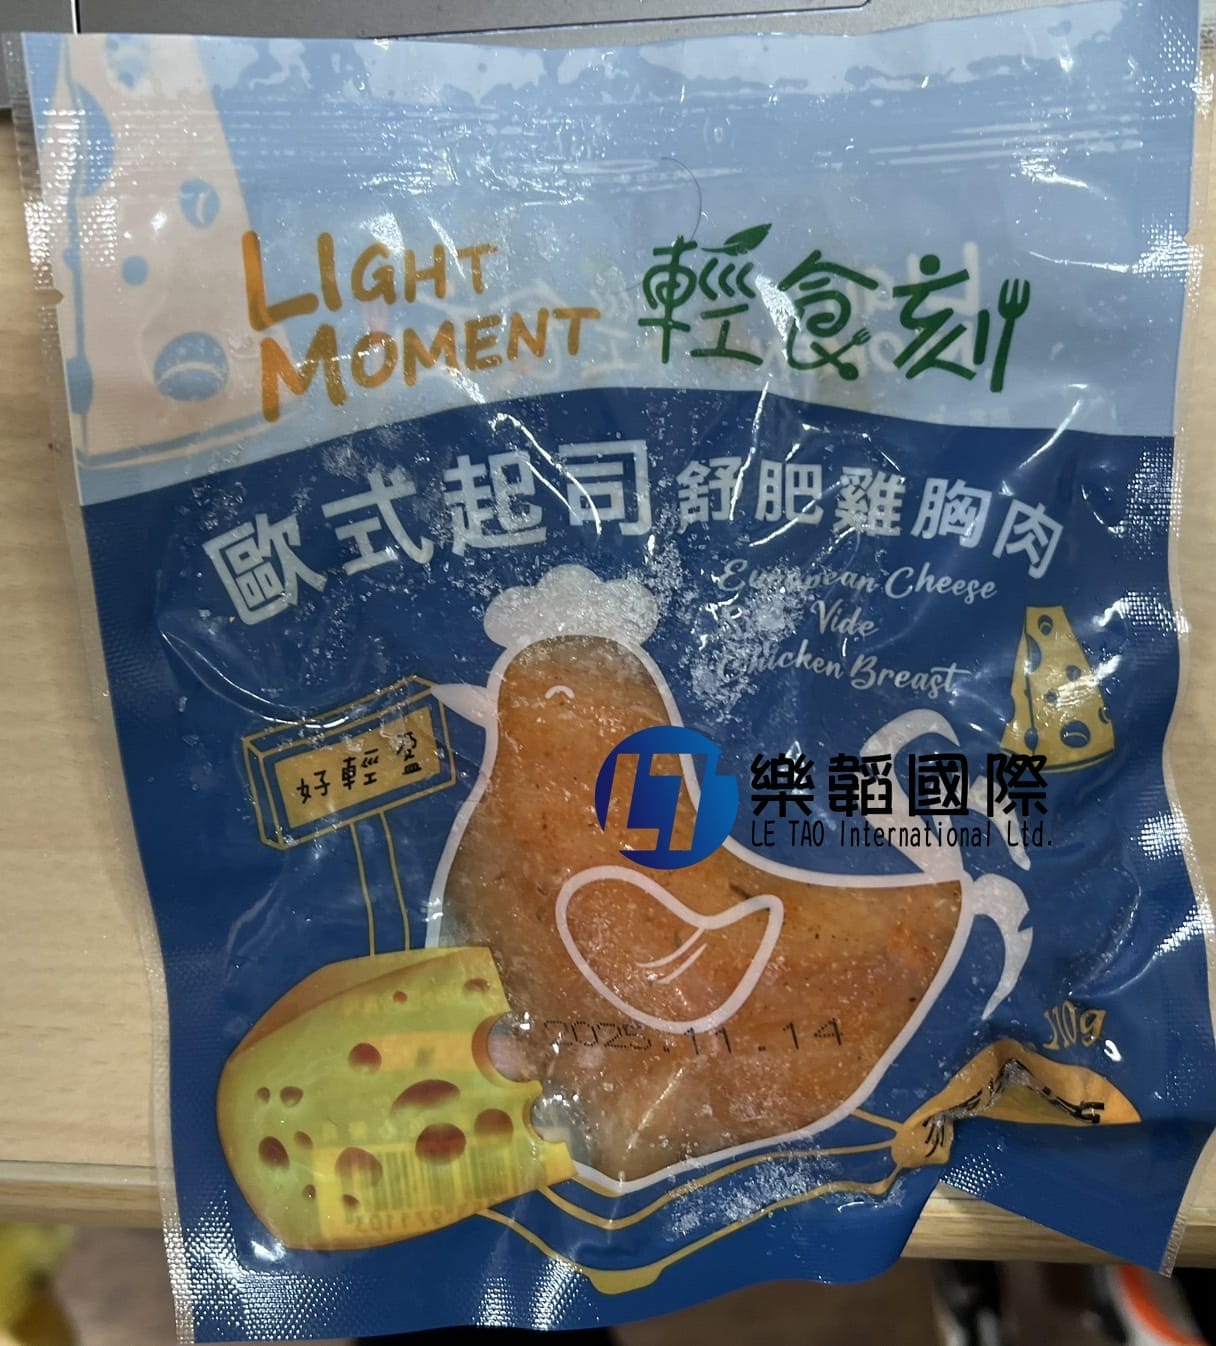 LIGHT
MOMENT
輕食刻
歐式起司舒肥雞胸肉
European Cheese
Vide
Chicken Breast
好輕盈
樂韜國際
LE TAO International Ltd.
2025.11.14